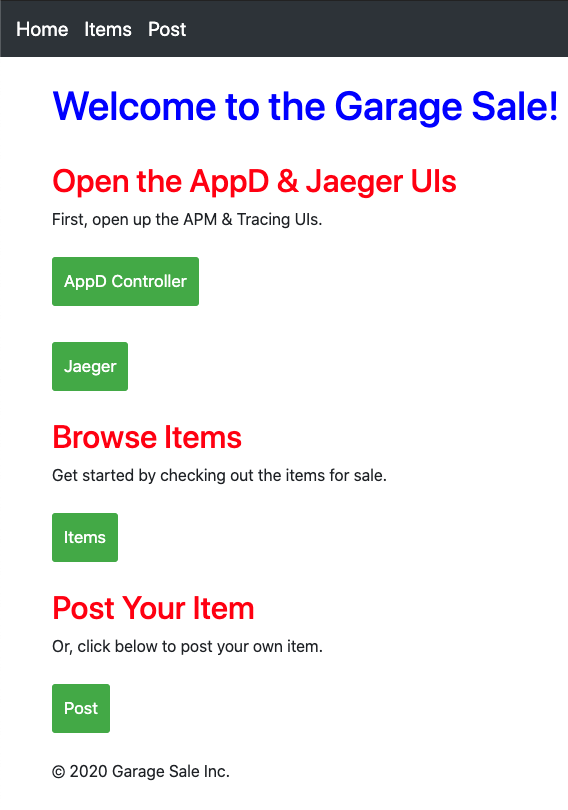 Home Items Post
Welcome to the Garage Sale!
Open the AppD & Jaeger UIs
First, open up the APM & Tracing UIs.
AppD Controller
Jaeger
Browse Items
Get started by checking out the items for sale.
Items
Post Your Item
Or, click below to post your own item.
Post
© 2020 Garage Sale Inc.